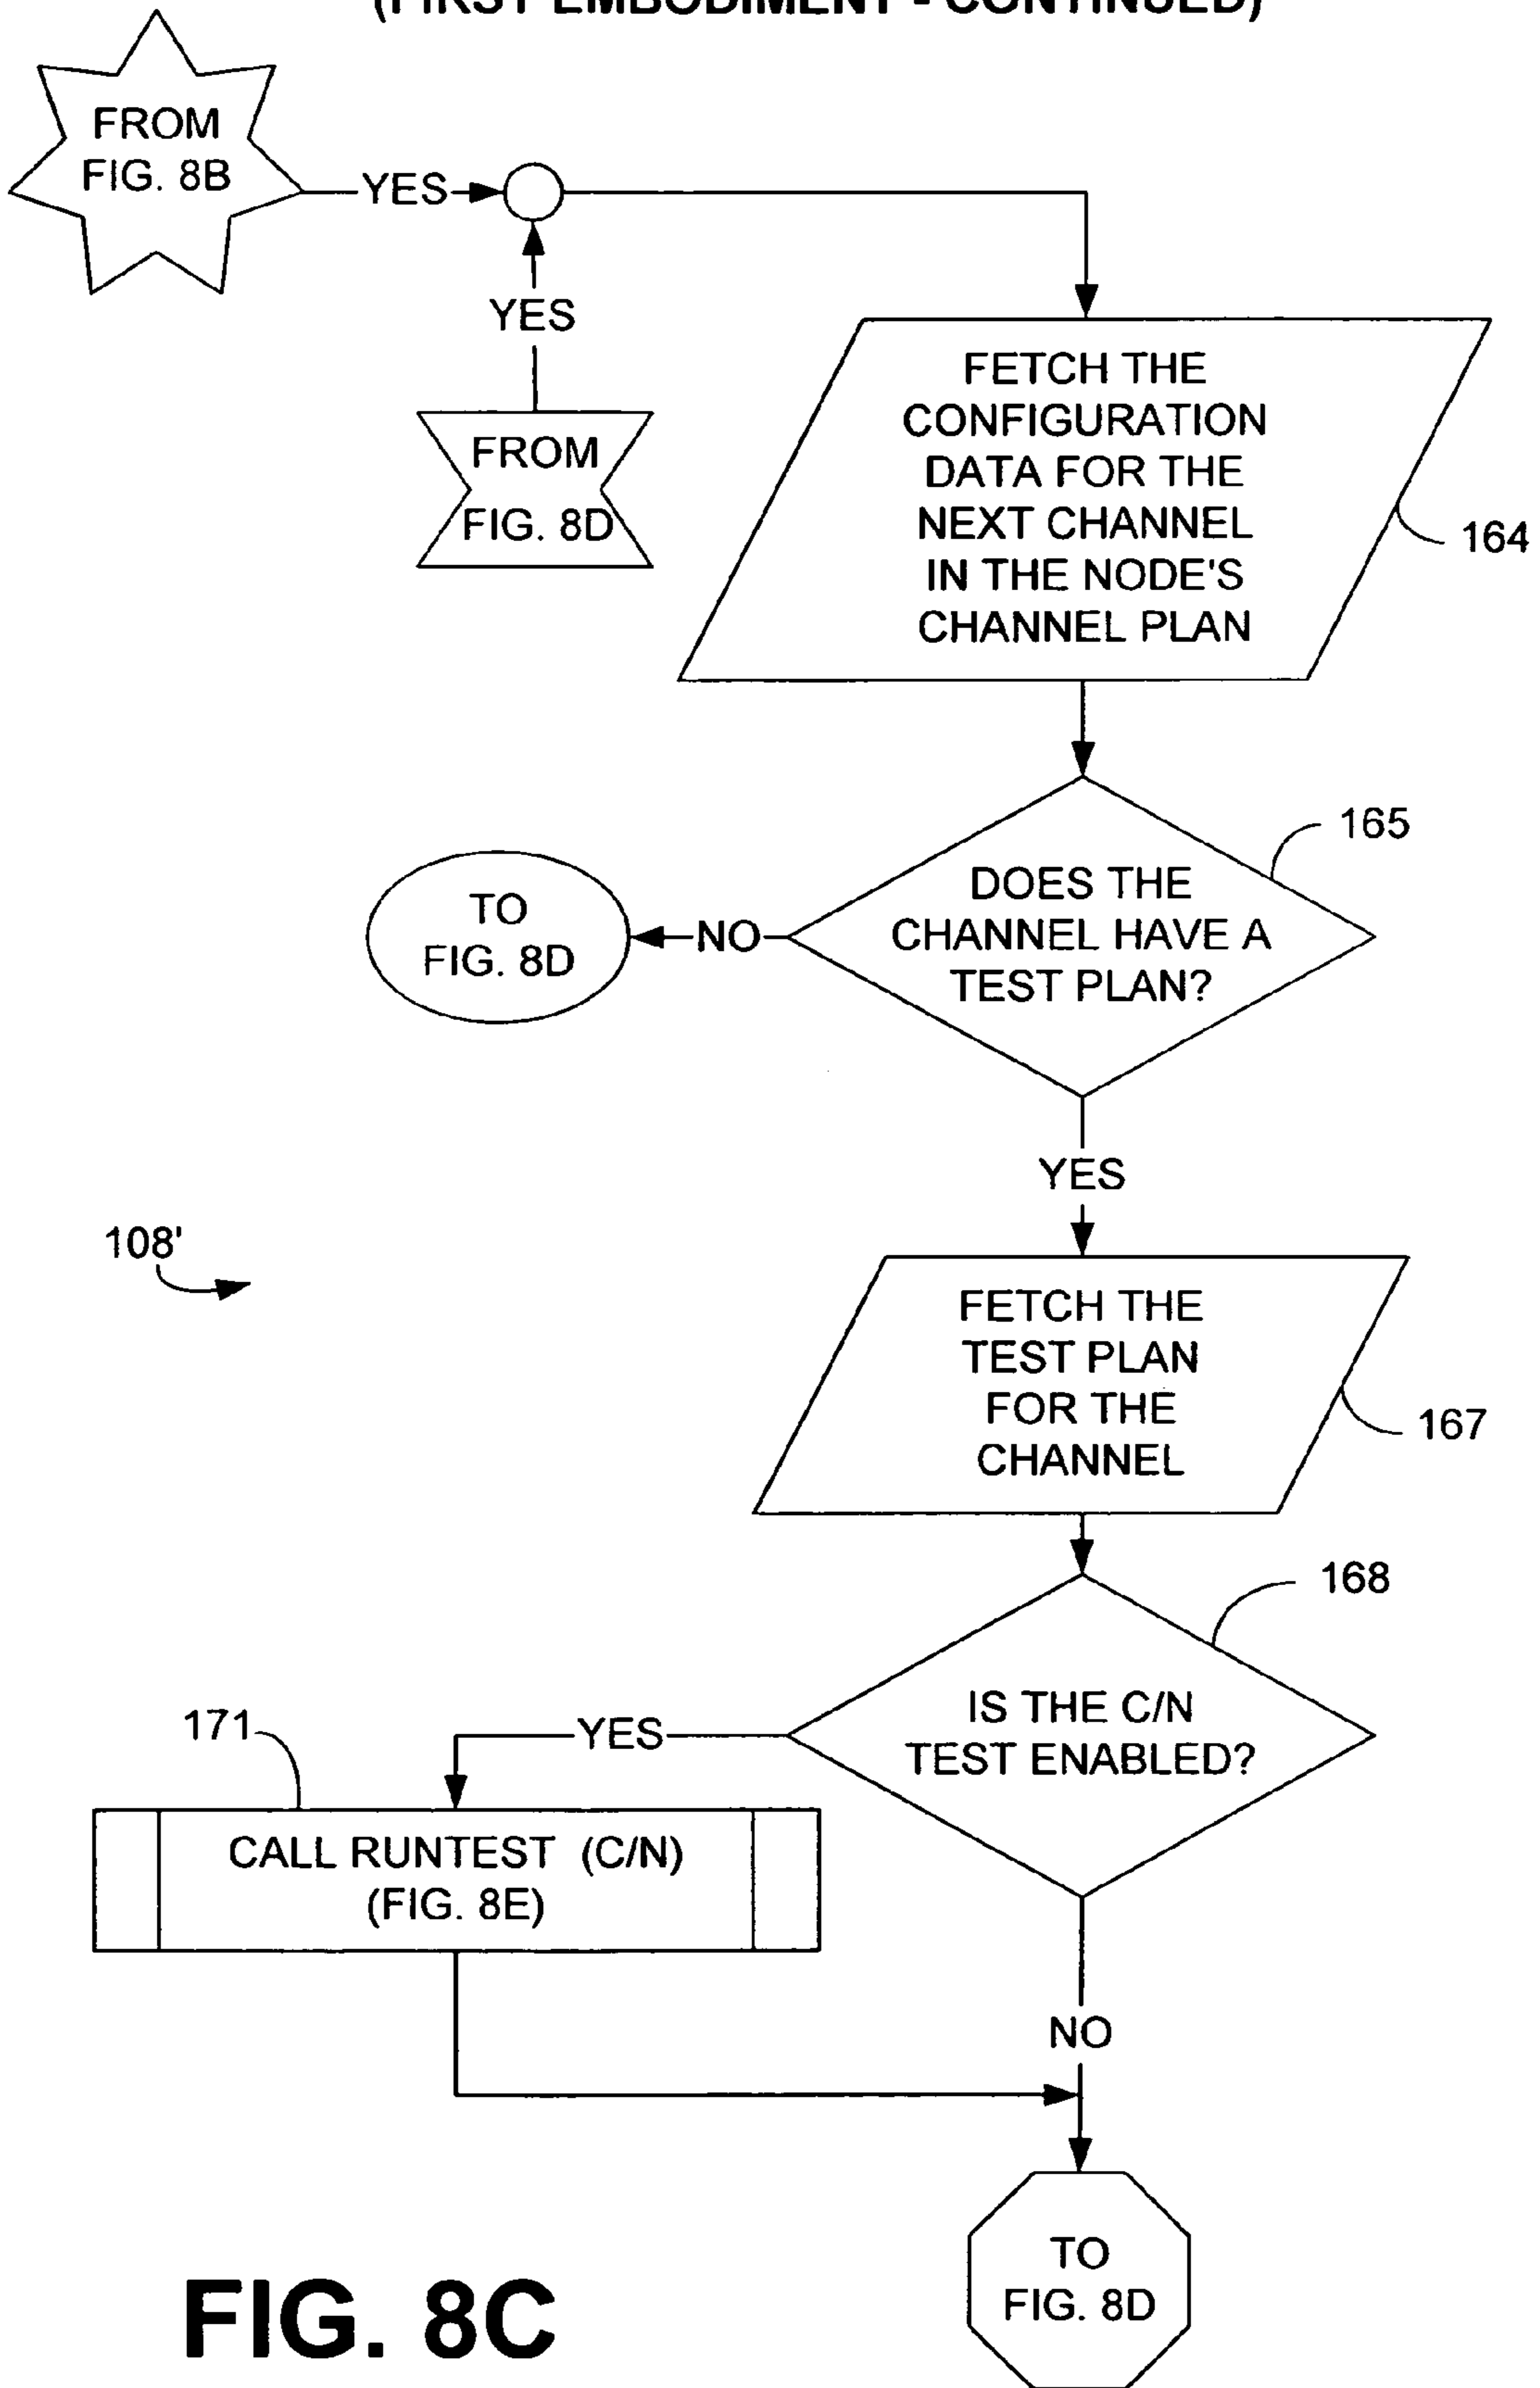 (FIRST EMBODIMENT - CONTINUED)
FROM
FIG. 8B
YES
YES
FROM
FIG. 8D
FETCH THE
CONFIGURATION
DATA FOR THE
NEXT CHANNEL
IN THE NODE'S
CHANNEL PLAN
164
165
DOES THE
CHANNEL HAVE A
TEST PLAN?
NO
TO
FIG. 8D
YES
108'
FETCH THE
TEST PLAN
FOR THE
CHANNEL
167
168
IS THE C/N
TEST ENABLED?
YES
171
CALL RUNTEST (C/N)
(FIG. 8E)
NO
TO
FIG. 8D
FIG. 8C